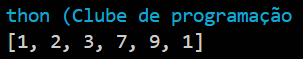 thon (Clube de programação
[1, 2, 3, 7, 9, 1]